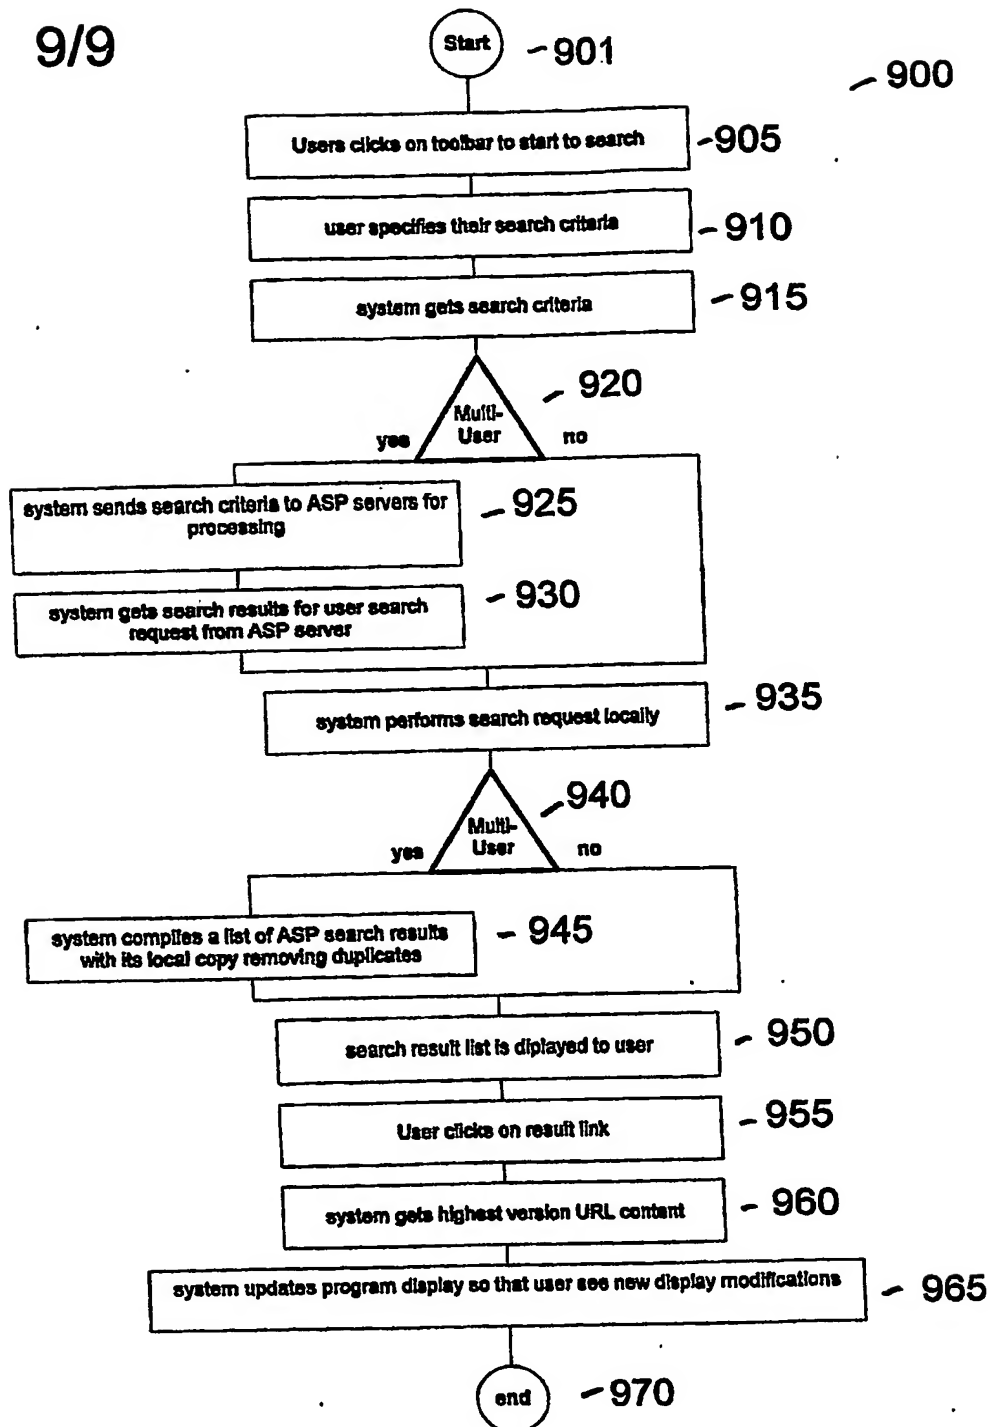 9/9
Start
901
900
Users clicks on toolbar to start to search
905
user specifies their search criteria
910
system gets search criteria
915
920
Multi-
User
yes
no
system sends search criteria to ASP servers for
processing
925
system gets search results for user search
request from ASP server
930
system performs search request locally
935
940
Multi-
User
yes
no
system compiles a list of ASP search results
with its local copy removing duplicates
945
search result list is diplayed to user
950
User clicks on result link
955
system gets highest version URL content
960
system updates program display so that user see new display modifications
965
end
970